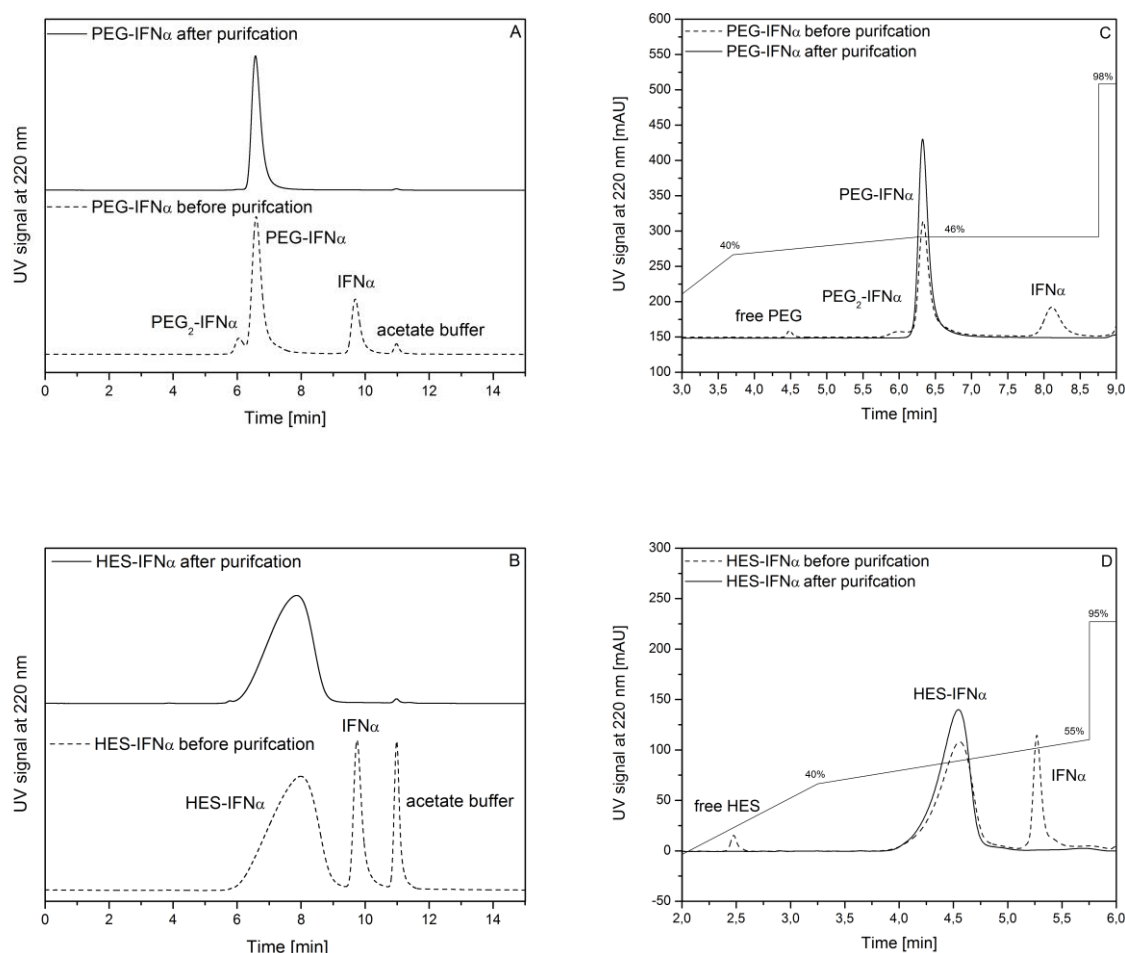 A
PEG-IFNα after purifcation
PEG-IFNα before purifcation
PEG-IFNα
IFNα
PEG₂-IFNα
acetate buffer
0 2 4 6 8 10 12 14
Time [min]
UV signal at 220 nm
C
PEG-IFNα before purifcation
PEG-IFNα after purifcation
600
550
500
450
400
350
300
250
200
150
100
98%
PEG-IFNα
40%
46%
PEG₂-IFNα
IFNα
free PEG
3,0 3,5 4,0 4,5 5,0 5,5 6,0 6,5 7,0 7,5 8,0 8,5 9,0
Time [min]
UV signal at 220 nm [mAU]
B
HES-IFNα after purifcation
IFNα
HES-IFNα before purifcation
HES-IFNα
acetate buffer
0 2 4 6 8 10 12 14
Time [min]
UV signal at 220 nm
D
HES-IFNα before purifcation
HES-IFNα after purifcation
300
250
200
150
100
50
0
-50
95%
HES-IFNα
55%
40%
IFNα
free HES
2,0 2,5 3,0 3,5 4,0 4,5 5,0 5,5 6,0
Time [min]
UV signal at 220 nm [mAU]